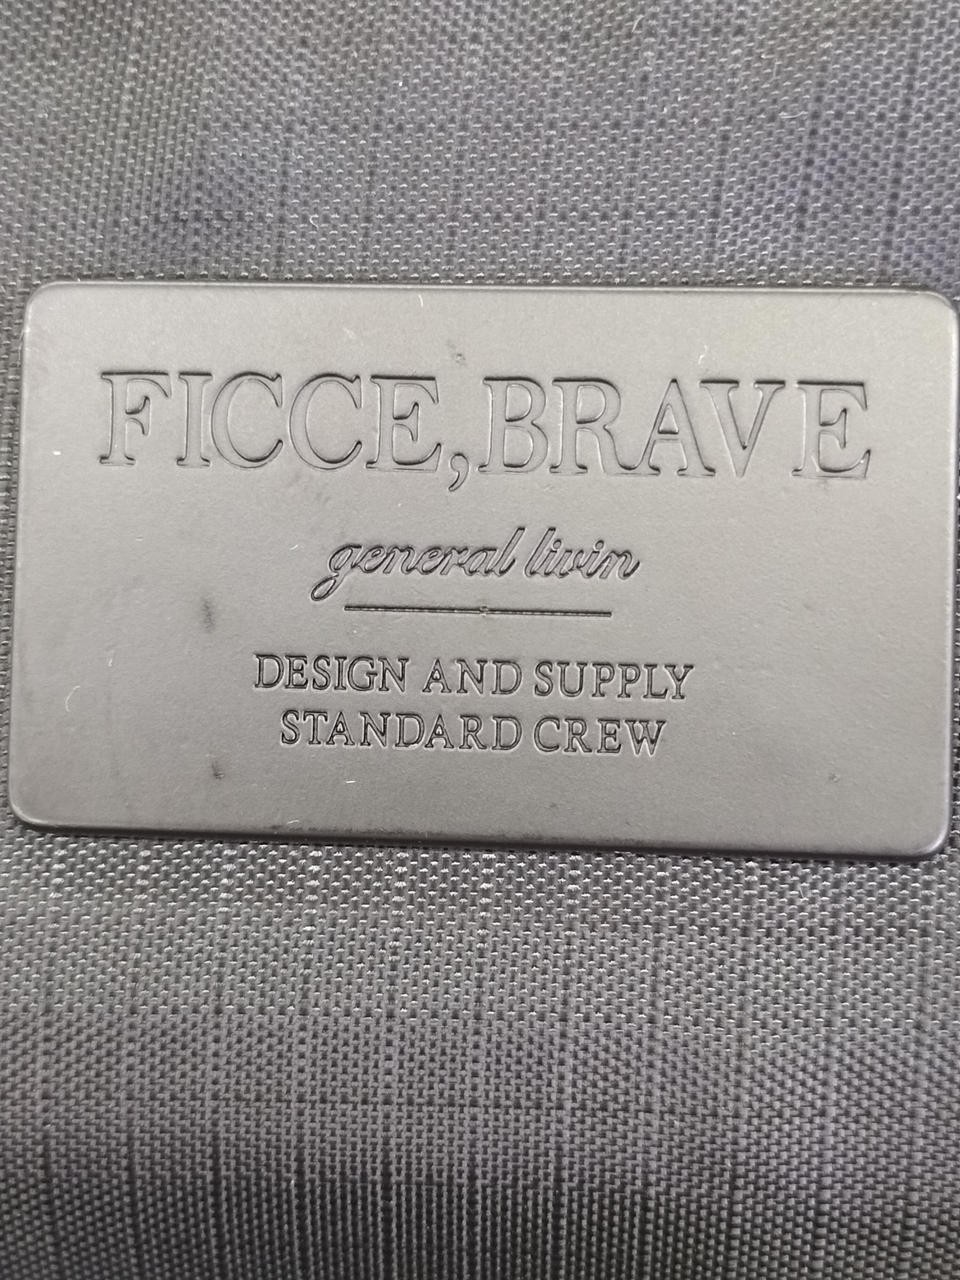 FICCE,BRAVE
general livin
DESIGN AND SUPPLY
STANDARD CREW